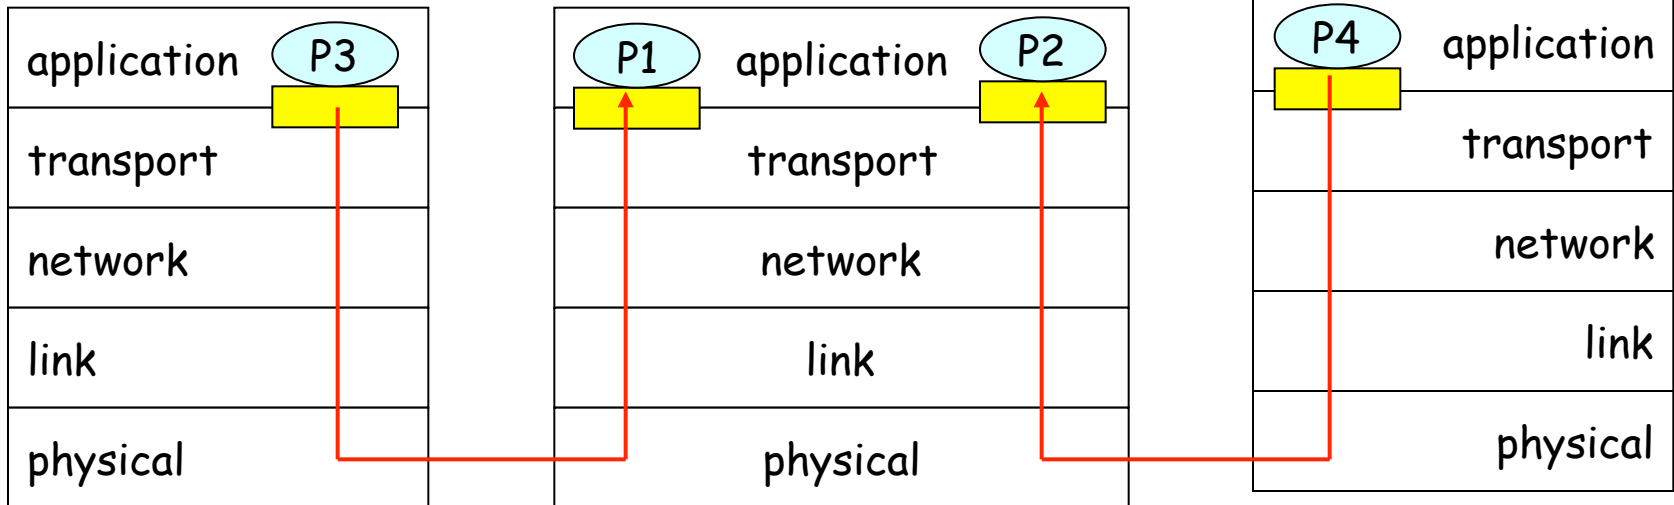 application P3
transport
network
link
physical
P1 application P2
transport
network
link
physical
P4 application
transport
network
link
physical